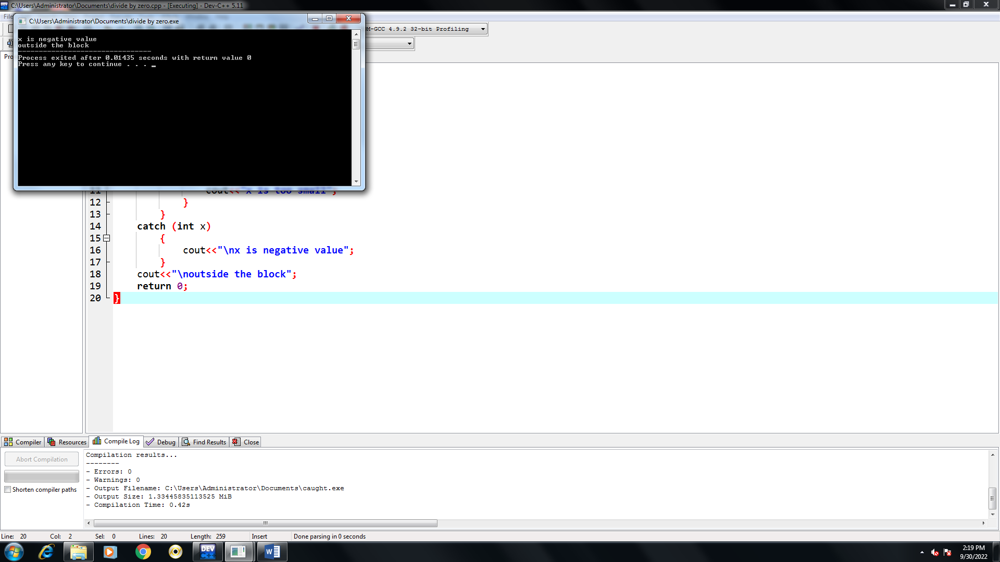 C:\Users\Administrator\Documents\divide by zero.cpp - [Executing] - Dev-C++ 5.11
C:\Users\Administrator\Documents\divide by zero.exe
x is negative value
outside the block
--------------------------------
Process exited after 0.01435 seconds with return value 0
Press any key to continue . . .
M-GCC 4.9.2 32-bit Profiling
11 cout<<"x is too small";
12 }
13 }
14 catch (int x)
15 {
16 cout<<"\nx is negative value";
17 }
18 cout<<"\noutside the block";
19 return 0;
20 }
Compiler Resources Compile Log Debug Find Results Close
Abort Compilation
Shorten compiler paths
Compilation results...
--------
- Errors: 0
- Warnings: 0
- Output Filename: C:\Users\Administrator\Documents\caught.exe
- Output Size: 1.33445835113525 MiB
- Compilation Time: 0.42s
Line: 20 Col: 2 Sel: 0 Lines: 20 Length: 259 Insert Done parsing in 0 seconds
DEV C++
W
2:19 PM
9/30/2022